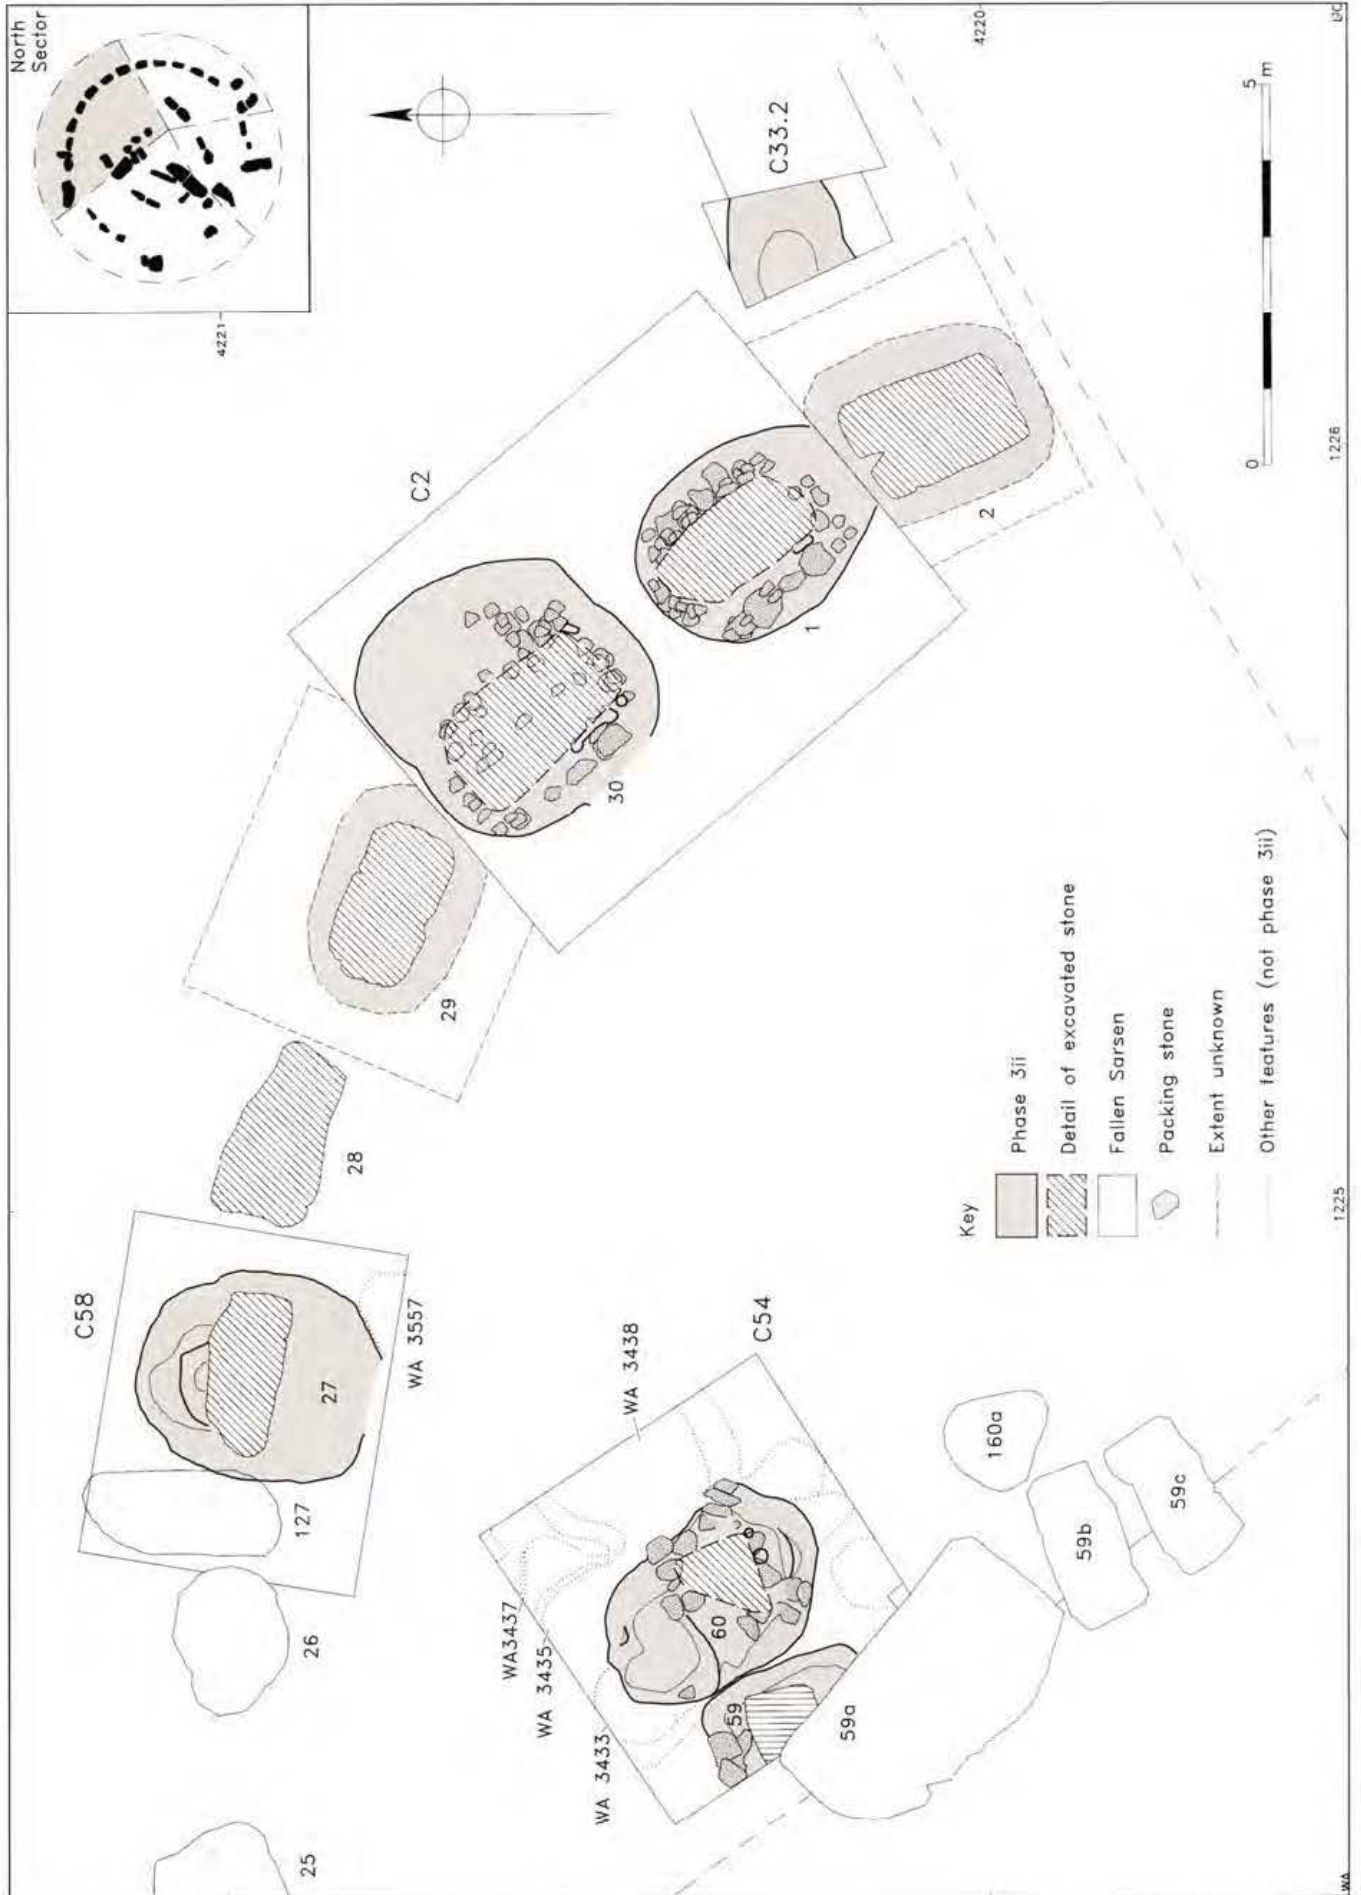 North
Sector
4221
4220
UC
C33.2
5
m
0
C2
2
1226
1
30
29
28
C58
27
WA 3557
127
26
25
WA 3438
C54
WA3437
WA 3435
WA 3433
60
59
59a
160a
59b
59c
Key
Phase 3ii
Detail of excavated stone
Fallen Sarsen
Packing stone
Extent unknown
Other features (not phase 3ii)
1225
WA